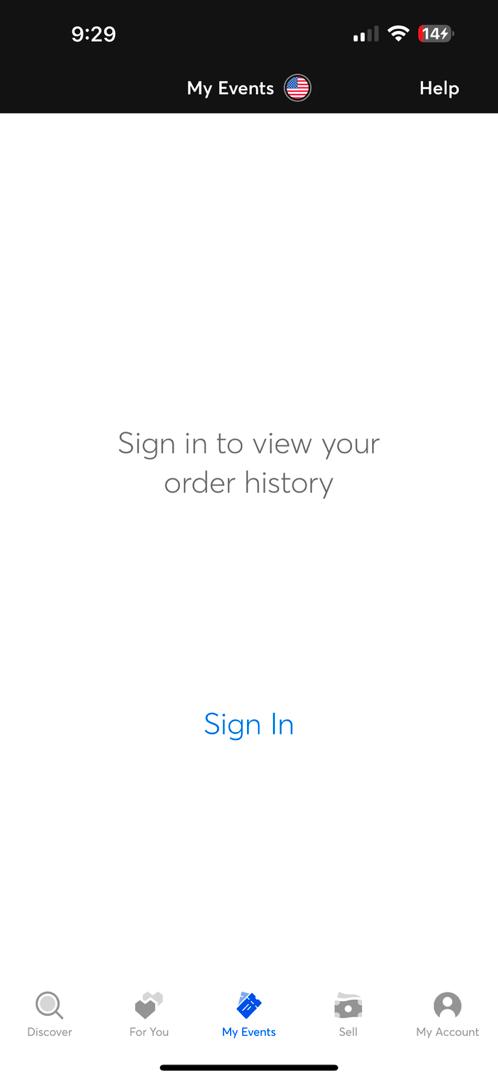 9:29
14
My Events
Help
Sign in to view your
order history
Sign In
Discover
For You
My Events
Sell
My Account